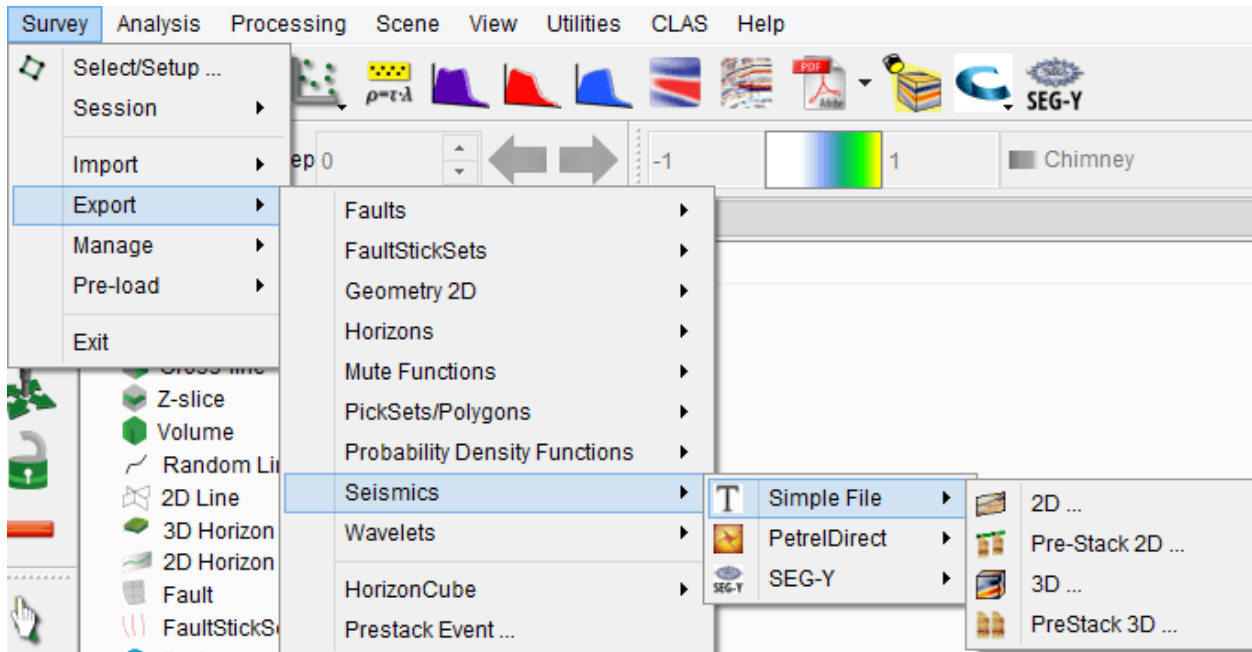 Survey Analysis Processing Scene View Utilities CLAS Help
Select/Setup ...
Session
ρ=τ·λ
PDF
Adobe
SEG-Y
Import
ep 0
-1
1
Chimney
Export
Manage
Pre-load
Exit
Faults
FaultStickSets
Geometry 2D
Horizons
Mute Functions
PickSets/Polygons
Probability Density Functions
Seismics
Wavelets
HorizonCube
Prestack Event ...
Z-slice
Volume
Random Li
2D Line
3D Horizon
2D Horizon
Fault
FaultStickS
T Simple File
PetrelDirect
SEG-Y SEG-Y
2D ...
Pre-Stack 2D ...
3D ...
PreStack 3D ...